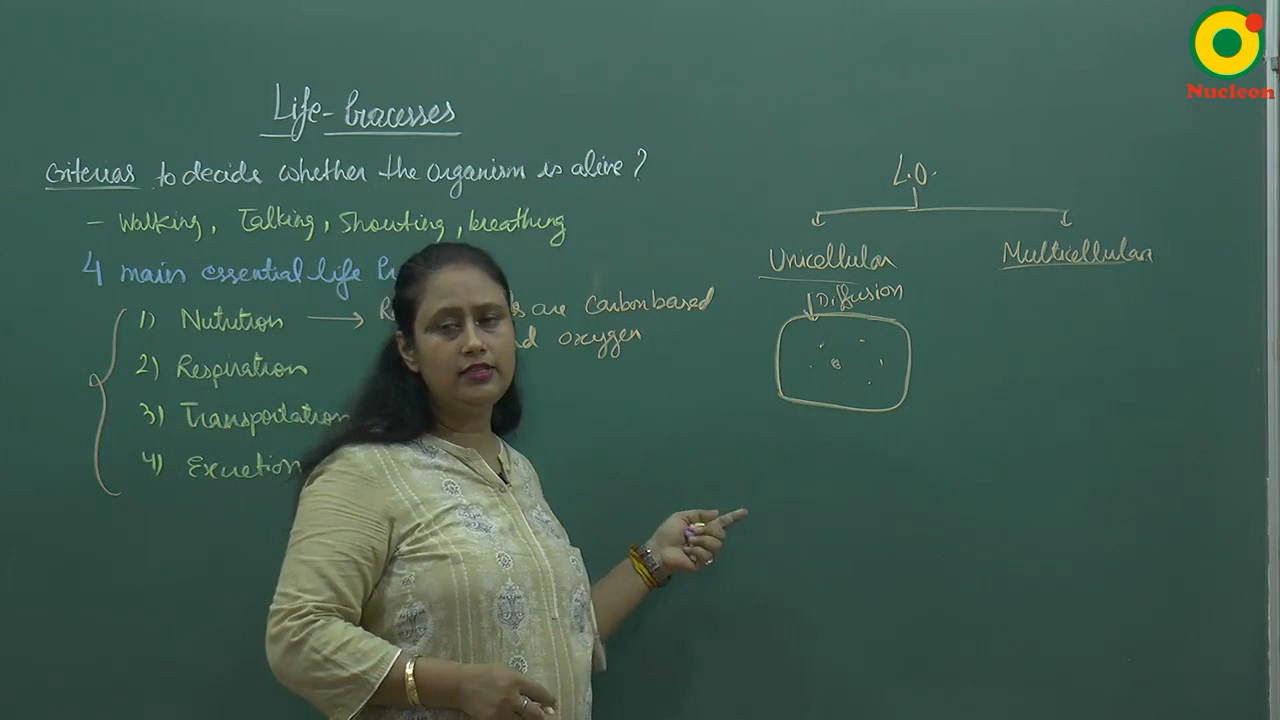 Life-Processes
Criterias to decide whether the organism is alive?
- Walking, Talking, Shouting, breathing
4 main essential life
1) Nutrition → are Carbon based
oxygen
2) Respiration
3) Transportation
4) Excretion
L.O.
Unicellular Multicellular
Diffusion
Nucleon